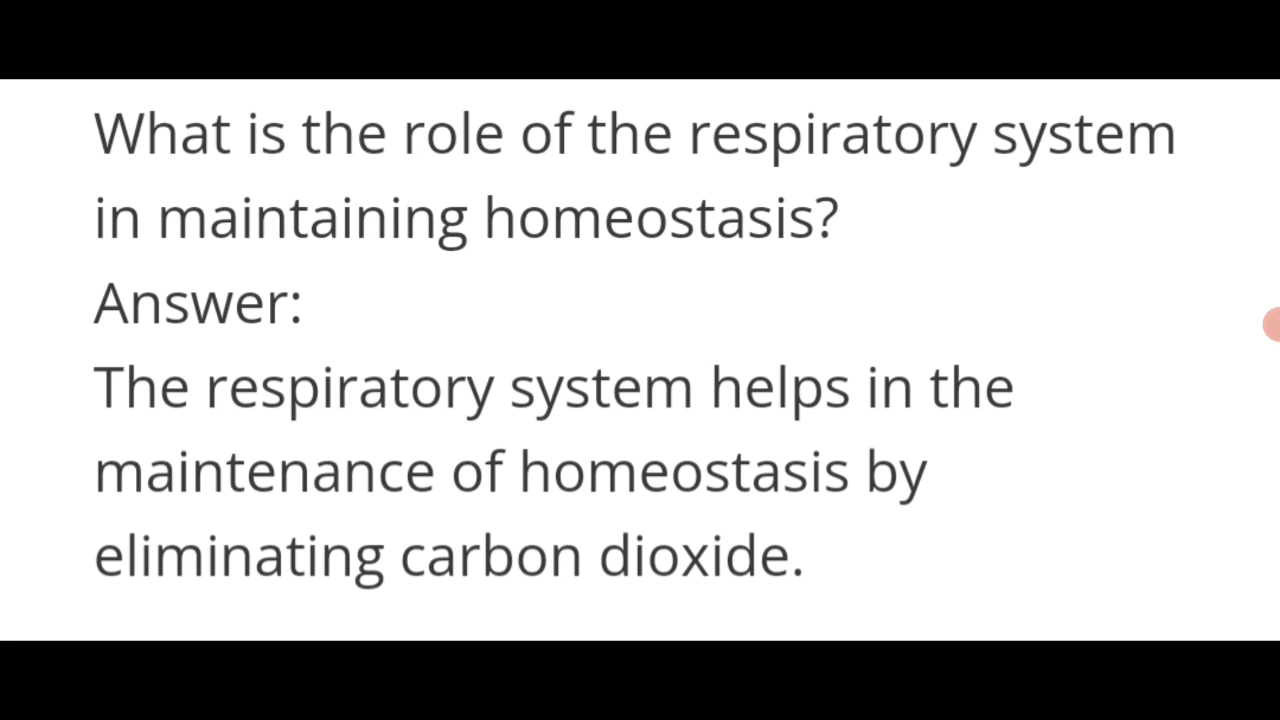 What is the role of the respiratory system
in maintaining homeostasis?
Answer:
The respiratory system helps in the
maintenance of homeostasis by
eliminating carbon dioxide.